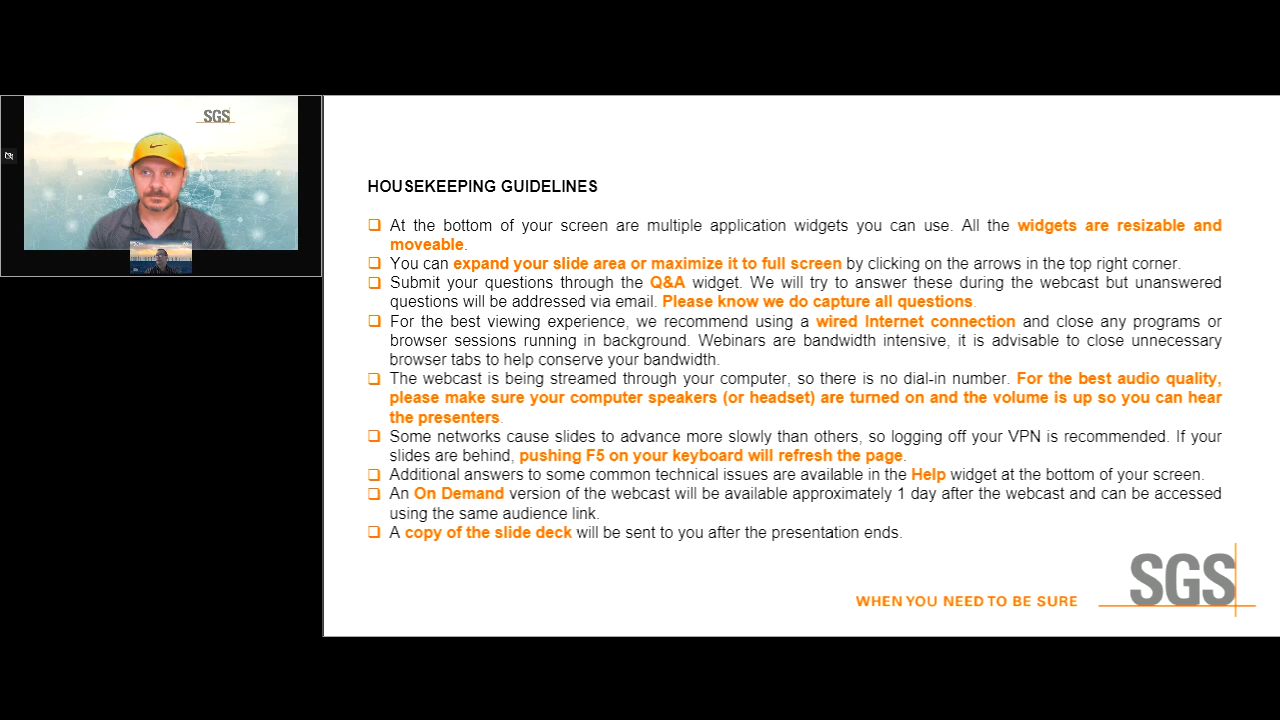 SGS
HOUSEKEEPING GUIDELINES
At the bottom of your screen are multiple application widgets you can use. All the widgets are resizable and
moveable.
You can expand your slide area or maximize it to full screen by clicking on the arrows in the top right corner.
Submit your questions through the Q&A widget. We will try to answer these during the webcast but unanswered
questions will be addressed via email. Please know we do capture all questions.
For the best viewing experience, we recommend using a wired Internet connection and close any programs or
browser sessions running in background. Webinars are bandwidth intensive, it is advisable to close unnecessary
browser tabs to help conserve your bandwidth.
The webcast is being streamed through your computer, so there is no dial-in number. For the best audio quality,
please make sure your computer speakers (or headset) are turned on and the volume is up so you can hear
the presenters.
Some networks cause slides to advance more slowly than others, so logging off your VPN is recommended. If your
slides are behind, pushing F5 on your keyboard will refresh the page.
Additional answers to some common technical issues are available in the Help widget at the bottom of your screen.
An On Demand version of the webcast will be available approximately 1 day after the webcast and can be accessed
using the same audience link.
A copy of the slide deck will be sent to you after the presentation ends.
WHEN YOU NEED TO BE SURE
SGS